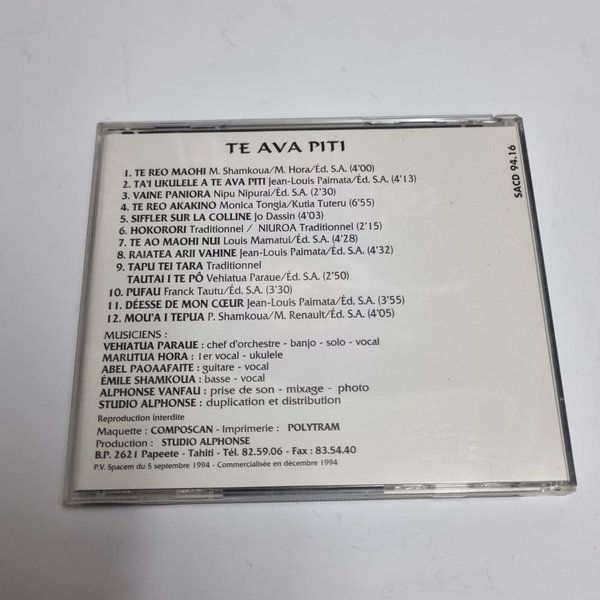 TE AVA PITI
1. TE REO MAOHI M. Shamkoua/M. Hora/Éd. S.A. (4'00)
2. TA'I UKULELE A TE AVA PITI Jean-Louis Paimata/Éd. S.A. (4'13)
3. VAINE PANIORA Nipu Nipurai/Éd. S.A. (2'30)
4. TE REO AKAKINO Monica Tongia/Kutia Tuteru (6'55)
5. SIFFLER SUR LA COLLINE Jo Dassin (4'03)
6. HOKORORI Traditionnel / NIUROA Traditionnel (2'15)
7. TE AO MAOHI NUI Louis Mamatui/Éd. S.A. (4'28)
8. RAIATEA ARII VAHINE Jean-Louis Paimata/Éd. S.A. (4'32)
9. TAPU TEI TARA Traditionnel
TAUTAI I TE PÔ Vehiatua Paraue/Éd. S.A. (2'50)
10. PUFAU Franck Tautu/Éd. S.A. (3'30)
11. DÉESSE DE MON CŒUR Jean-Louis Paimata/Éd. S.A. (3'55)
12. MOU'A I TEPUA P. Shamkoua/M. Renault/Éd. S.A. (4'05)
MUSICIENS :
VEHIATUA PARAUE : chef d'orchestre - banjo - solo - vocal
MARUTUA HORA : 1er vocal - ukulele
ABEL PAOAAFAITE : guitare - vocal
ÉMILE SHAMKOUA : basse - vocal
ALPHONSE VANFAU : prise de son - mixage - photo
STUDIO ALPHONSE : duplication et distribution
Reproduction interdite
Maquette : COMPOSCAN - Imprimerie : POLYTRAM
Production : STUDIO ALPHONSE
B.P. 2621 Papeete - Tahiti - Tél. 82.59.06 - Fax : 83.54.40
P.V. Spacem du 5 septembre 1994 - Commercialisée en décembre 1994
SACD 94.16